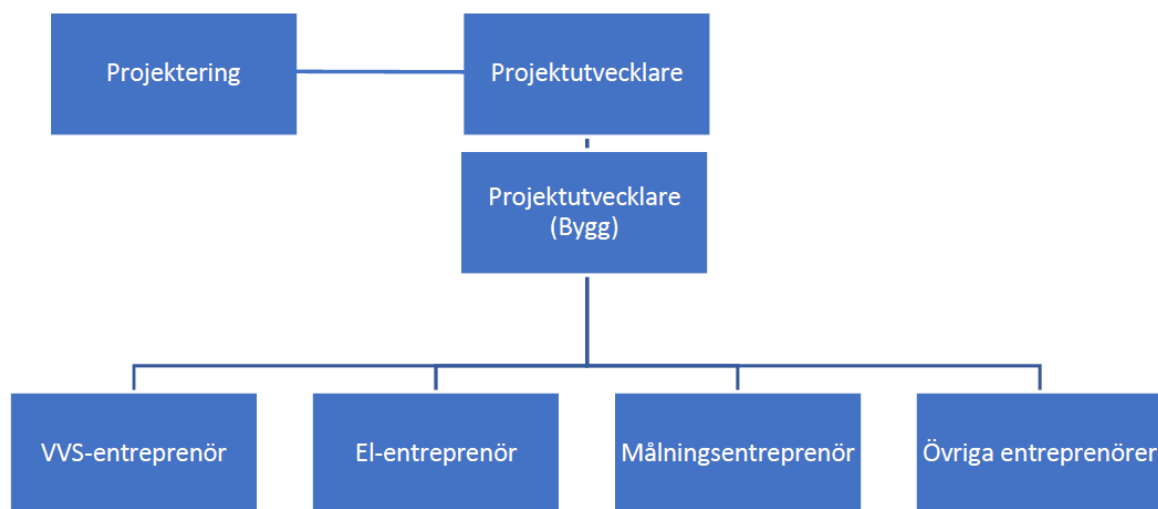 Projektering
Projektutvecklare
Projektutvecklare
(Bygg)
VVS-entreprenör
El-entreprenör
Målningsentreprenör
Övriga entreprenörer